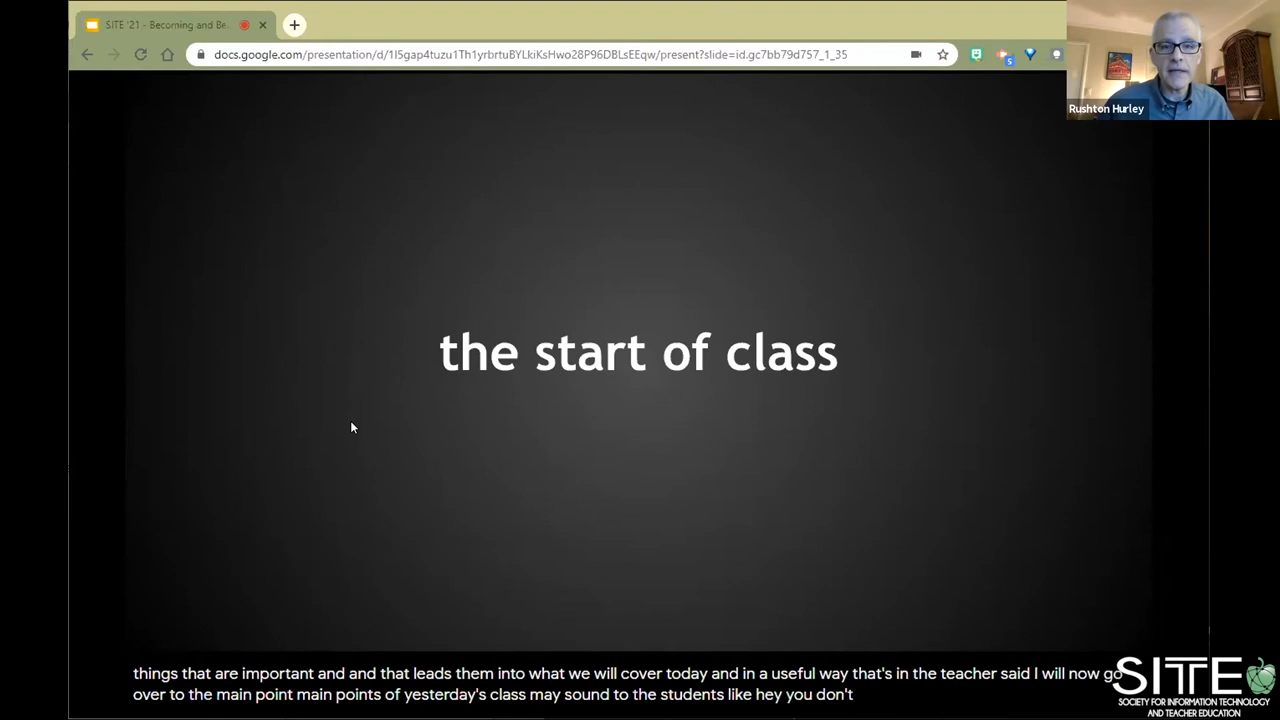 SITE '21 - Becoming and Be
docs.google.com/presentation/d/1I5gap4tuzu1Th1yrbrtuBYLkiKsHwo28P96DBLsEEqw/present?slide=id.gc7bb79d757_1_35
5
Rushton Hurley
the start of class
things that are important and and that leads them into what we will cover today and in a useful way that's in the teacher said I will now go
over to the main point main points of yesterday's class may sound to the students like hey you don't
SITE
SOCIETY FOR INFORMATION TECHNOLOGY
AND TEACHER EDUCATION